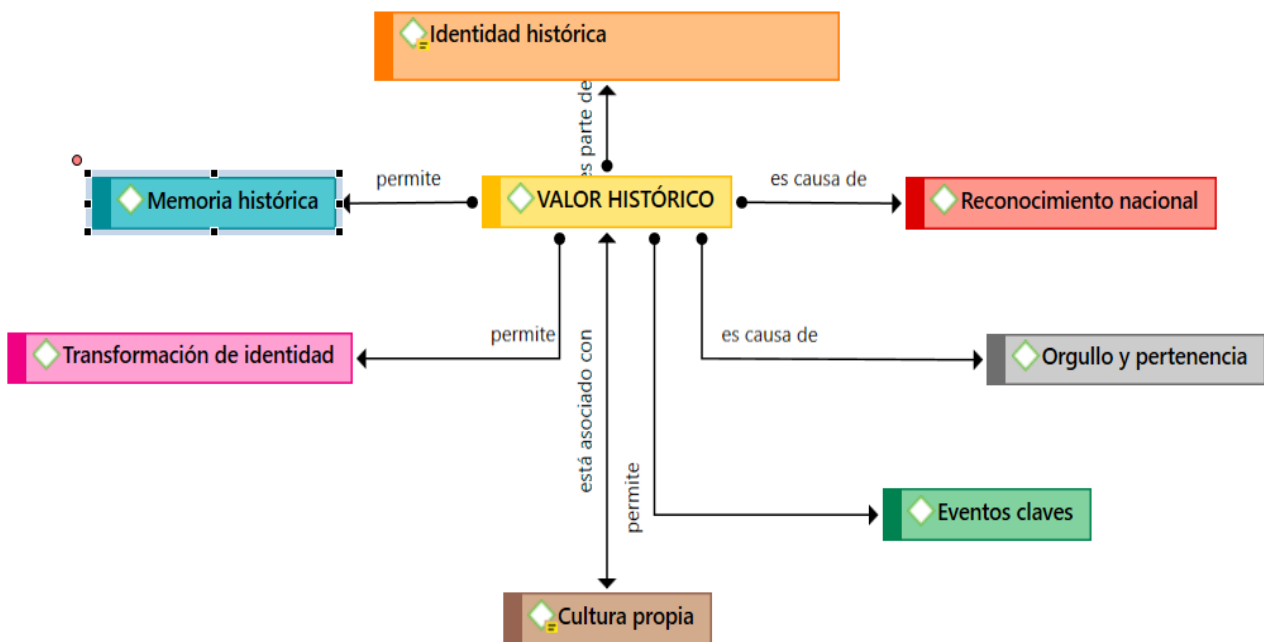 Identidad histórica
es parte de
permite
es causa de
Memoria histórica
VALOR HISTÓRICO
Reconocimiento nacional
permite
es causa de
Transformación de identidad
está asociado con
Orgullo y pertenencia
permite
Eventos claves
Cultura propia